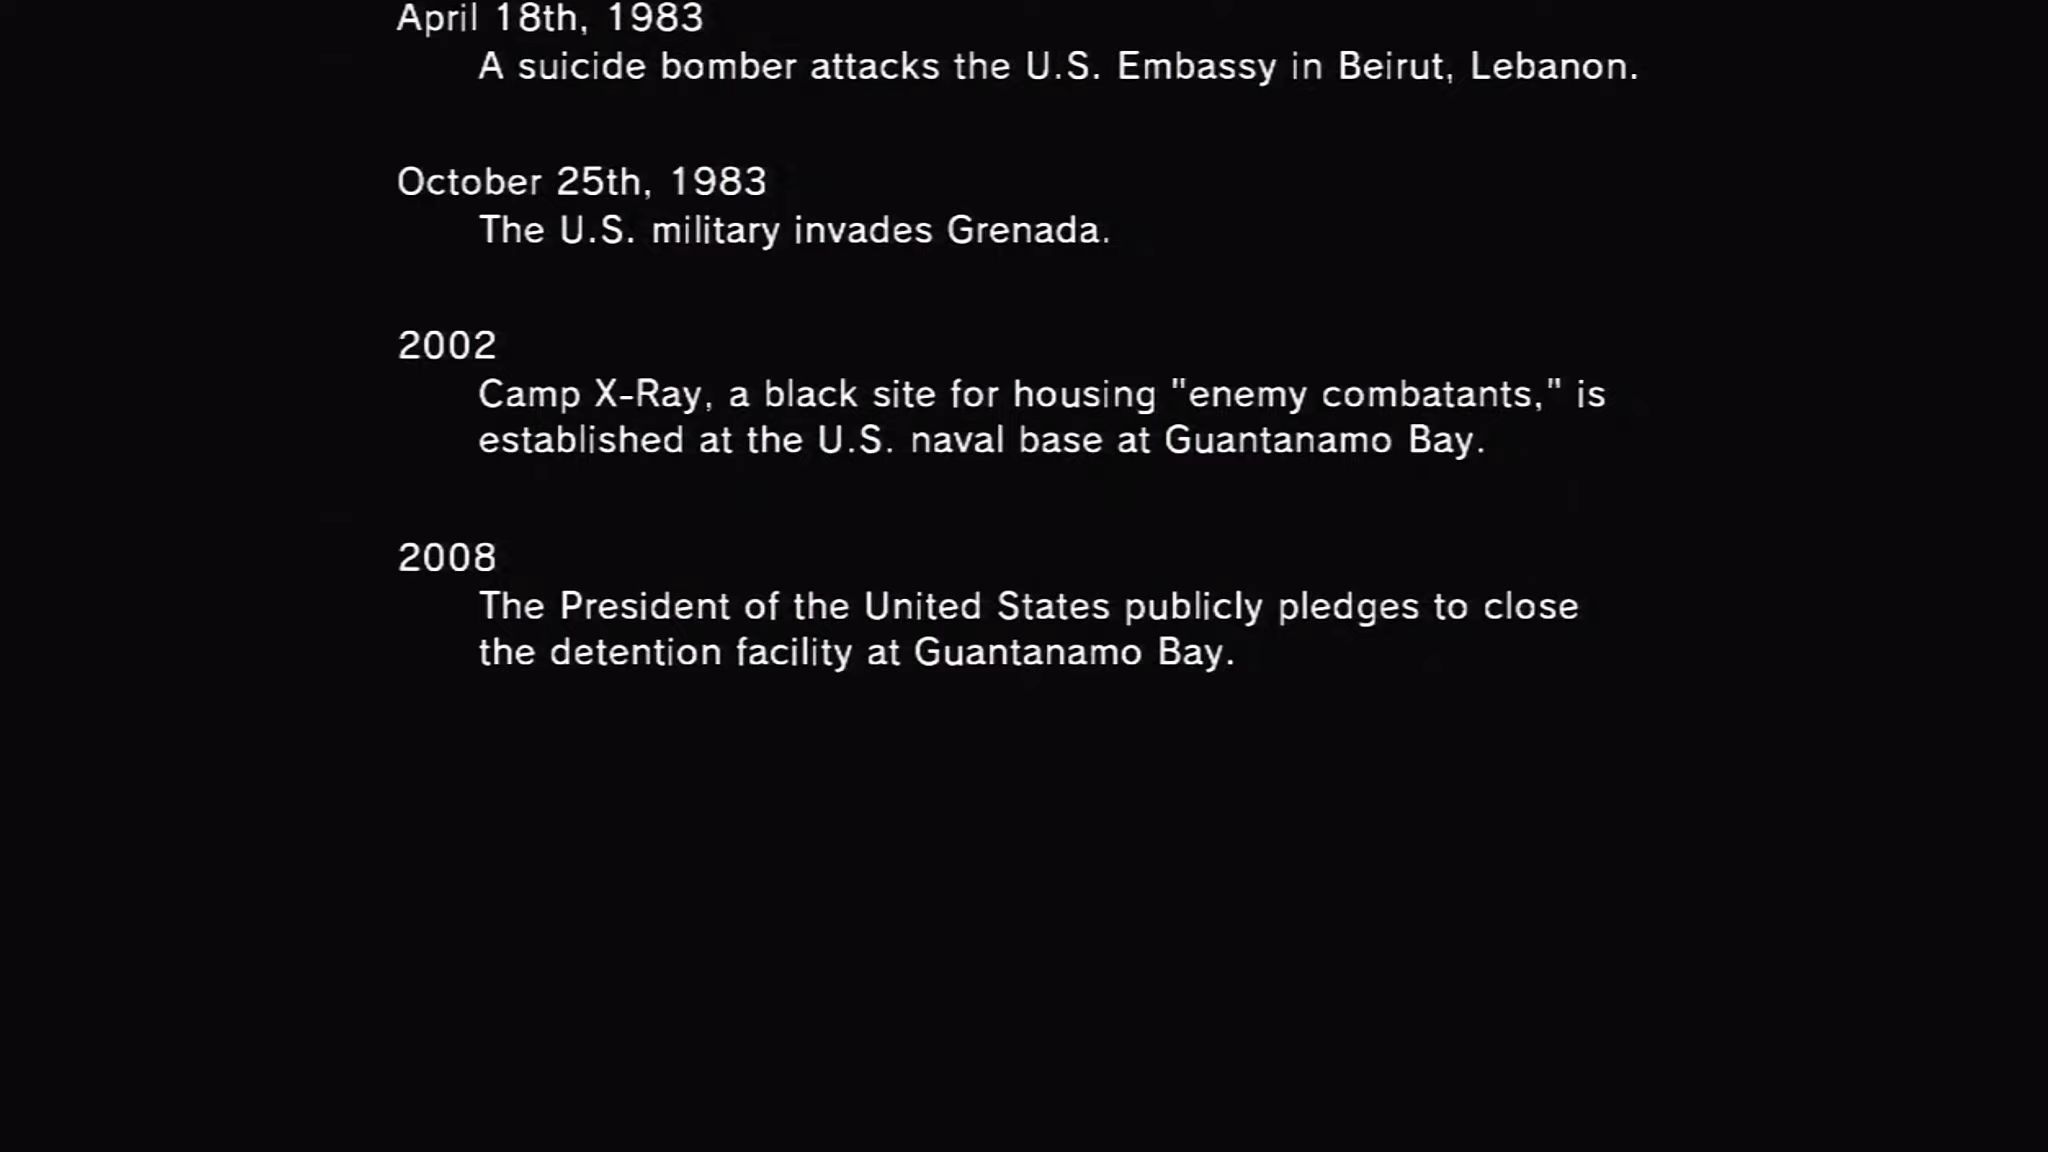 April 18th, 1983
A suicide bomber attacks the U.S. Embassy in Beirut, Lebanon.
October 25th, 1983
The U.S. military invades Grenada.
2002
Camp X-Ray, a black site for housing "enemy combatants," is
established at the U.S. naval base at Guantanamo Bay.
2008
The President of the United States publicly pledges to close
the detention facility at Guantanamo Bay.